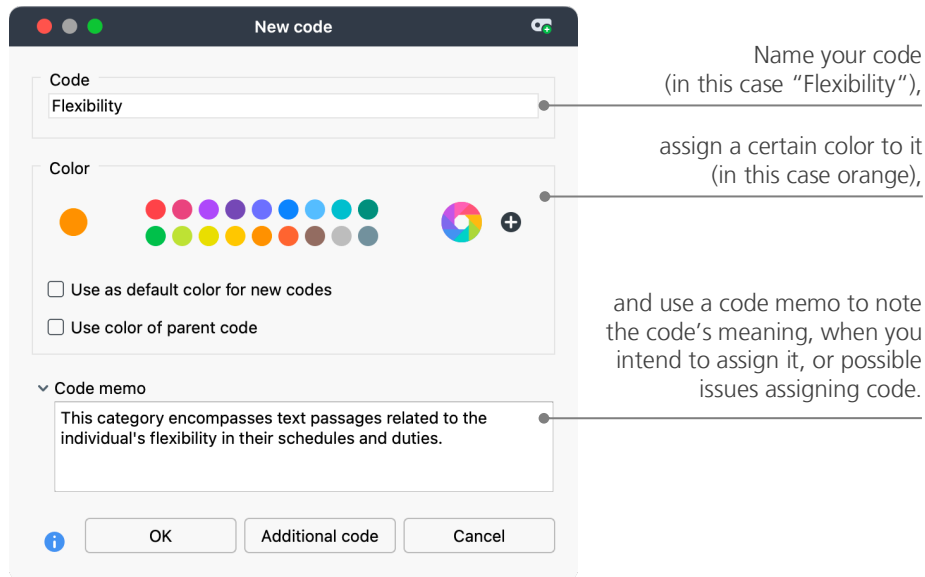 New code
Name your code
(in this case “Flexibility“),
Code
Flexibility
assign a certain color to it
(in this case orange),
Color
Use as default color for new codes
Use color of parent code
and use a code memo to note
the code’s meaning, when you
intend to assign it, or possible
issues assigning code.
Code memo
This category encompasses text passages related to the
individual's flexibility in their schedules and duties.
OK
Additional code
Cancel